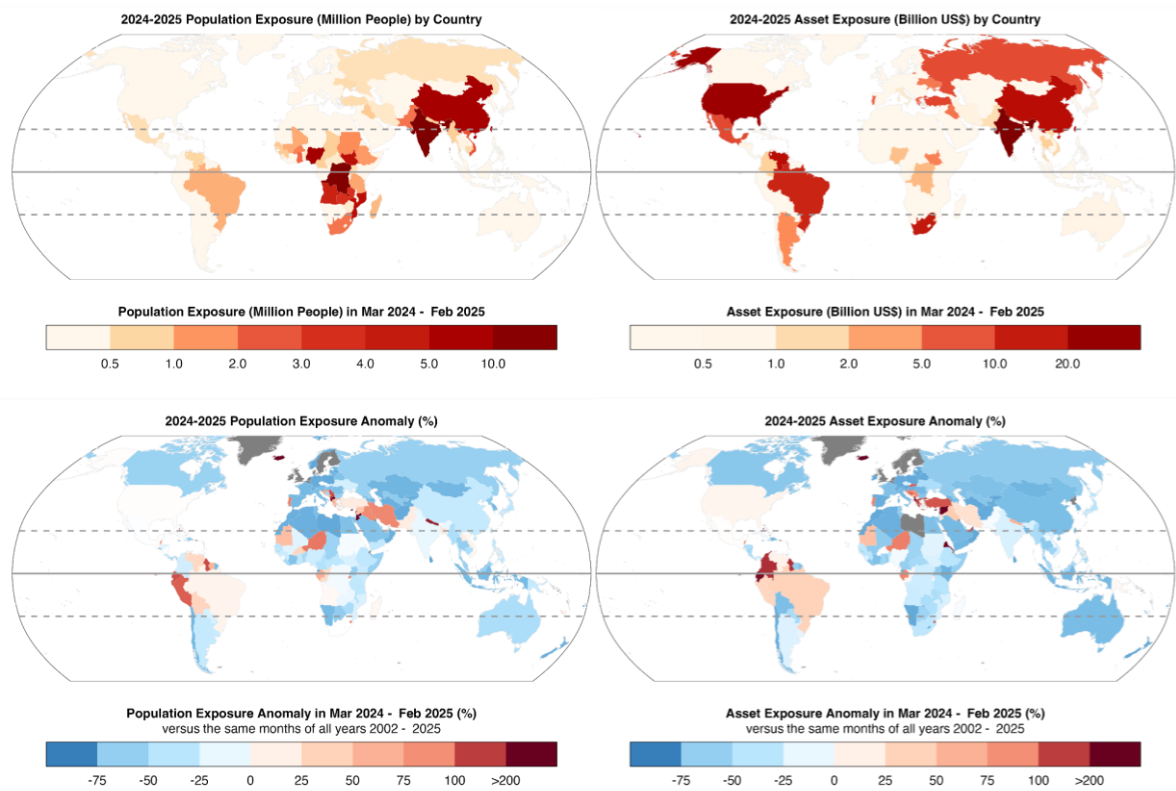 2024-2025 Population Exposure (Million People) by Country
2024-2025 Asset Exposure (Billion US$) by Country
Population Exposure (Million People) in Mar 2024 - Feb 2025
0.5 1.0 2.0 3.0 4.0 5.0 10.0
Asset Exposure (Billion US$) in Mar 2024 - Feb 2025
0.5 1.0 2.0 5.0 10.0 20.0
2024-2025 Population Exposure Anomaly (%)
2024-2025 Asset Exposure Anomaly (%)
Population Exposure Anomaly in Mar 2024 - Feb 2025 (%)
versus the same months of all years 2002 - 2025
-75 -50 -25 0 25 50 75 100 >200
Asset Exposure Anomaly in Mar 2024 - Feb 2025 (%)
versus the same months of all years 2002 - 2025
-75 -50 -25 0 25 50 75 100 >200